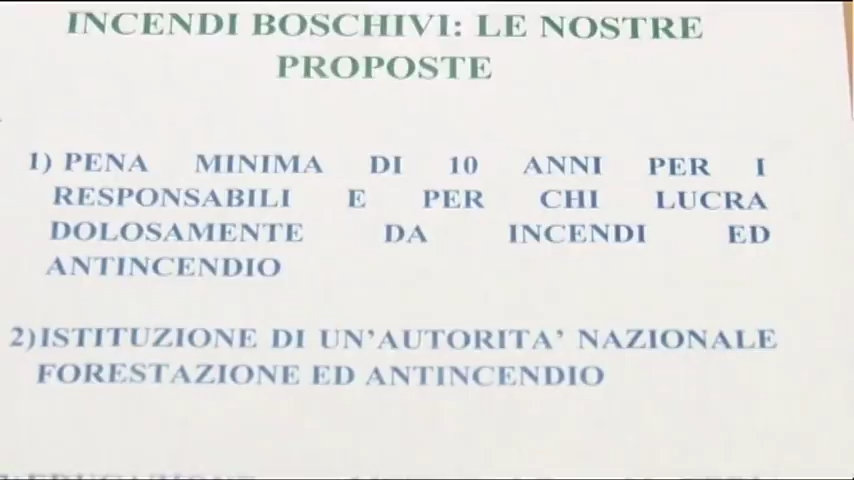 INCENDI BOSCHIVI: LE NOSTRE
PROPOSTE
1) PENA MINIMA DI 10 ANNI PER I
RESPONSABILI E PER CHI LUCRA
DOLOSAMENTE DA INCENDI ED
ANTINCENDIO
2)ISTITUZIONE DI UN'AUTORITA' NAZIONALE
FORESTAZIONE ED ANTINCENDIO